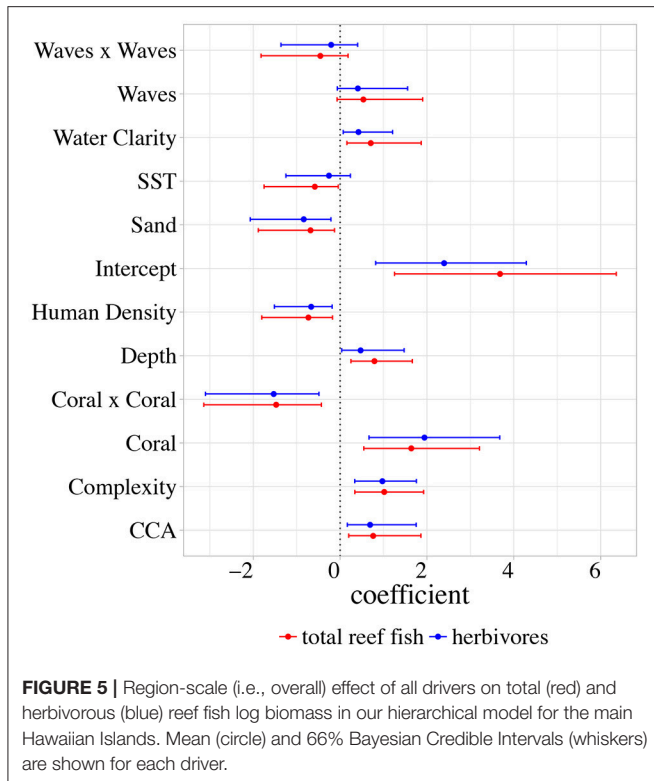 Waves x Waves
Waves
Water Clarity
SST
Sand
Intercept
Human Density
Depth
Coral x Coral
Coral
Complexity
CCA
−2 0 2 4 6
coefficient
total reef fish herbivores
FIGURE 5 | Region-scale (i.e., overall) effect of all drivers on total (red) and
herbivorous (blue) reef fish log biomass in our hierarchical model for the main
Hawaiian Islands. Mean (circle) and 66% Bayesian Credible Intervals (whiskers)
are shown for each driver.